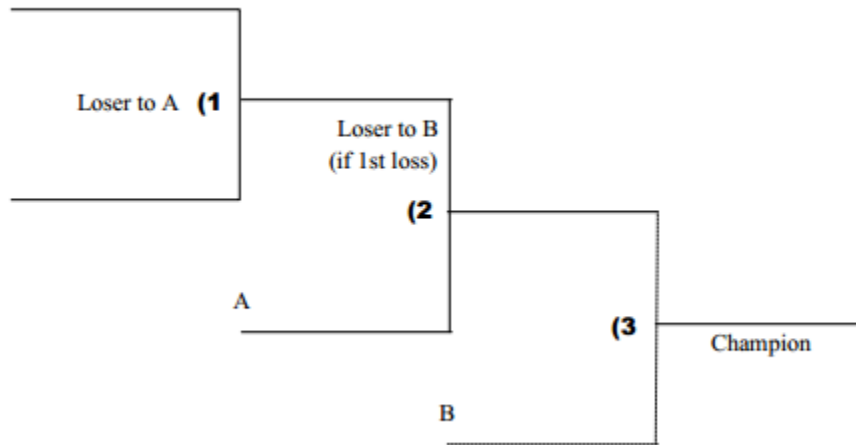 Loser to A (1
Loser to B
(if 1st loss)
(2
A
(3
Champion
B